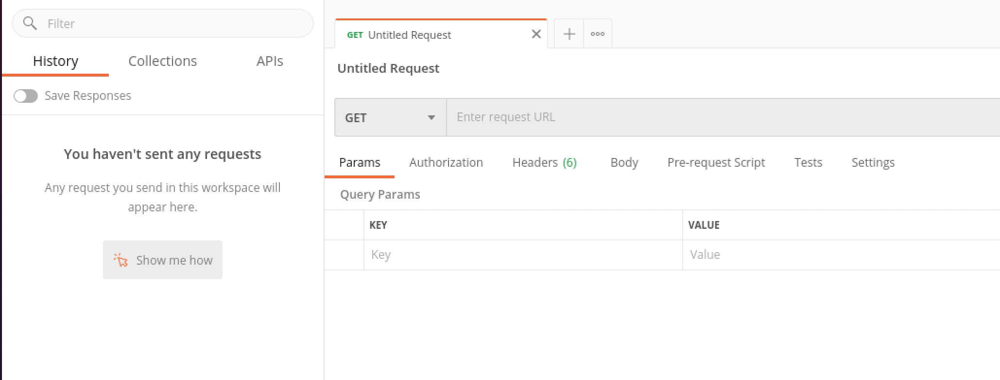 Filter
History Collections APIs
Save Responses
You haven't sent any requests
Any request you send in this workspace will
appear here.
Show me how
GET Untitled Request
Untitled Request
GET Enter request URL
Params Authorization Headers (6) Body Pre-request Script Tests Settings
Query Params
KEY VALUE
Key Value